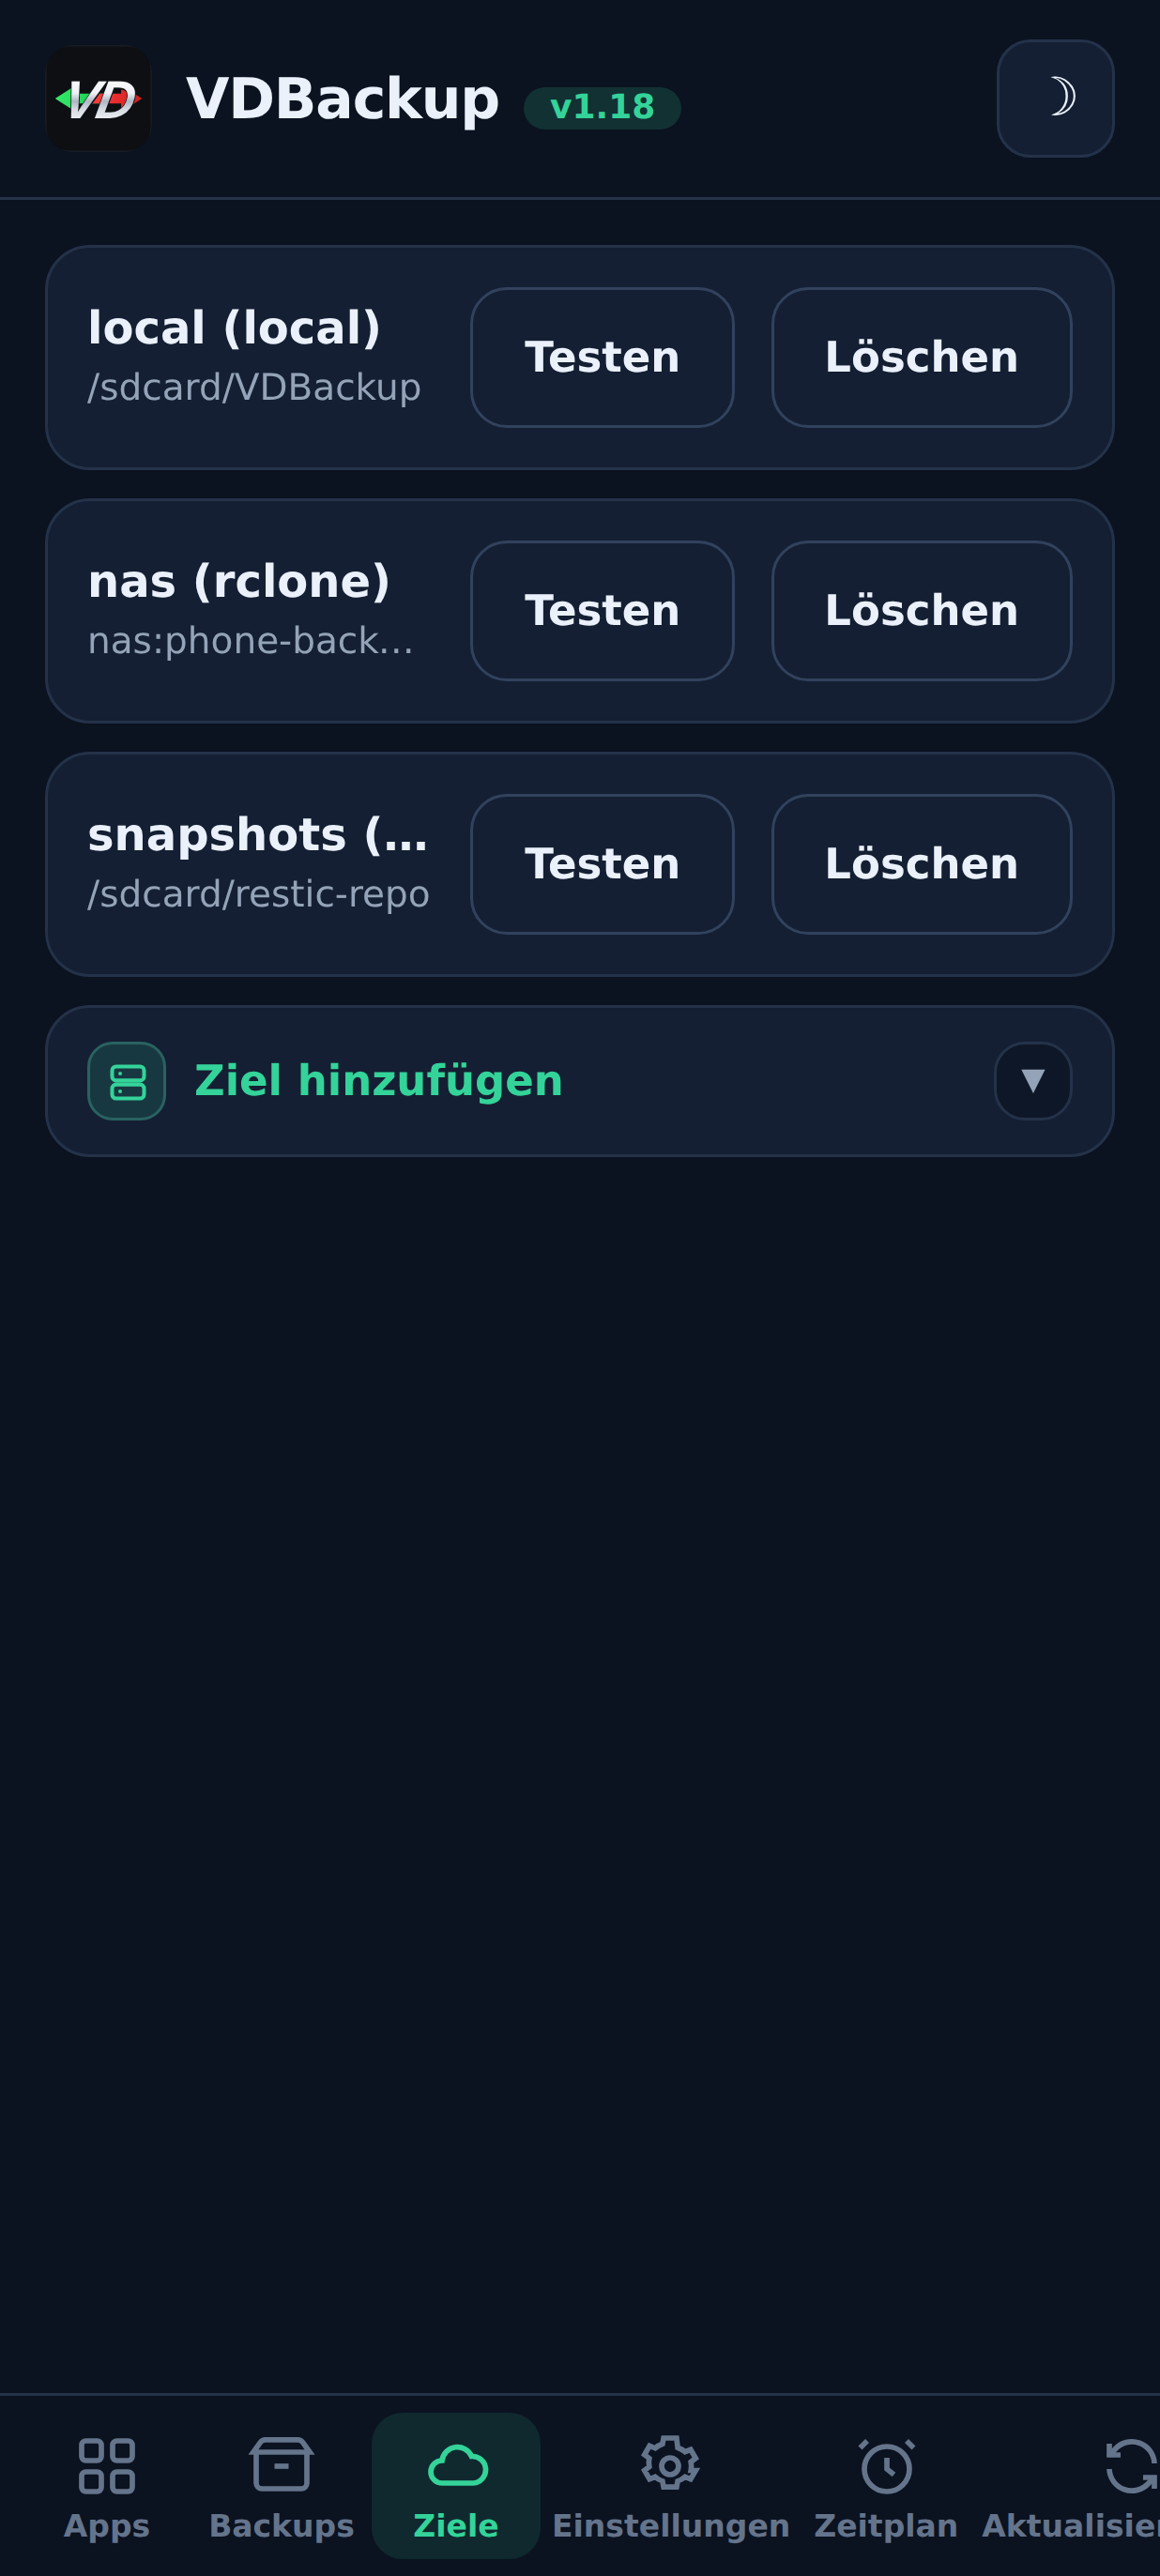 VD
VDBackup v1.18
local (local)
/sdcard/VDBackup
Testen
Löschen
nas (rclone)
nas:phone-back…
Testen
Löschen
snapshots (…
/sdcard/restic-repo
Testen
Löschen
Ziel hinzufügen
Apps
Backups
Ziele
Einstellungen
Zeitplan